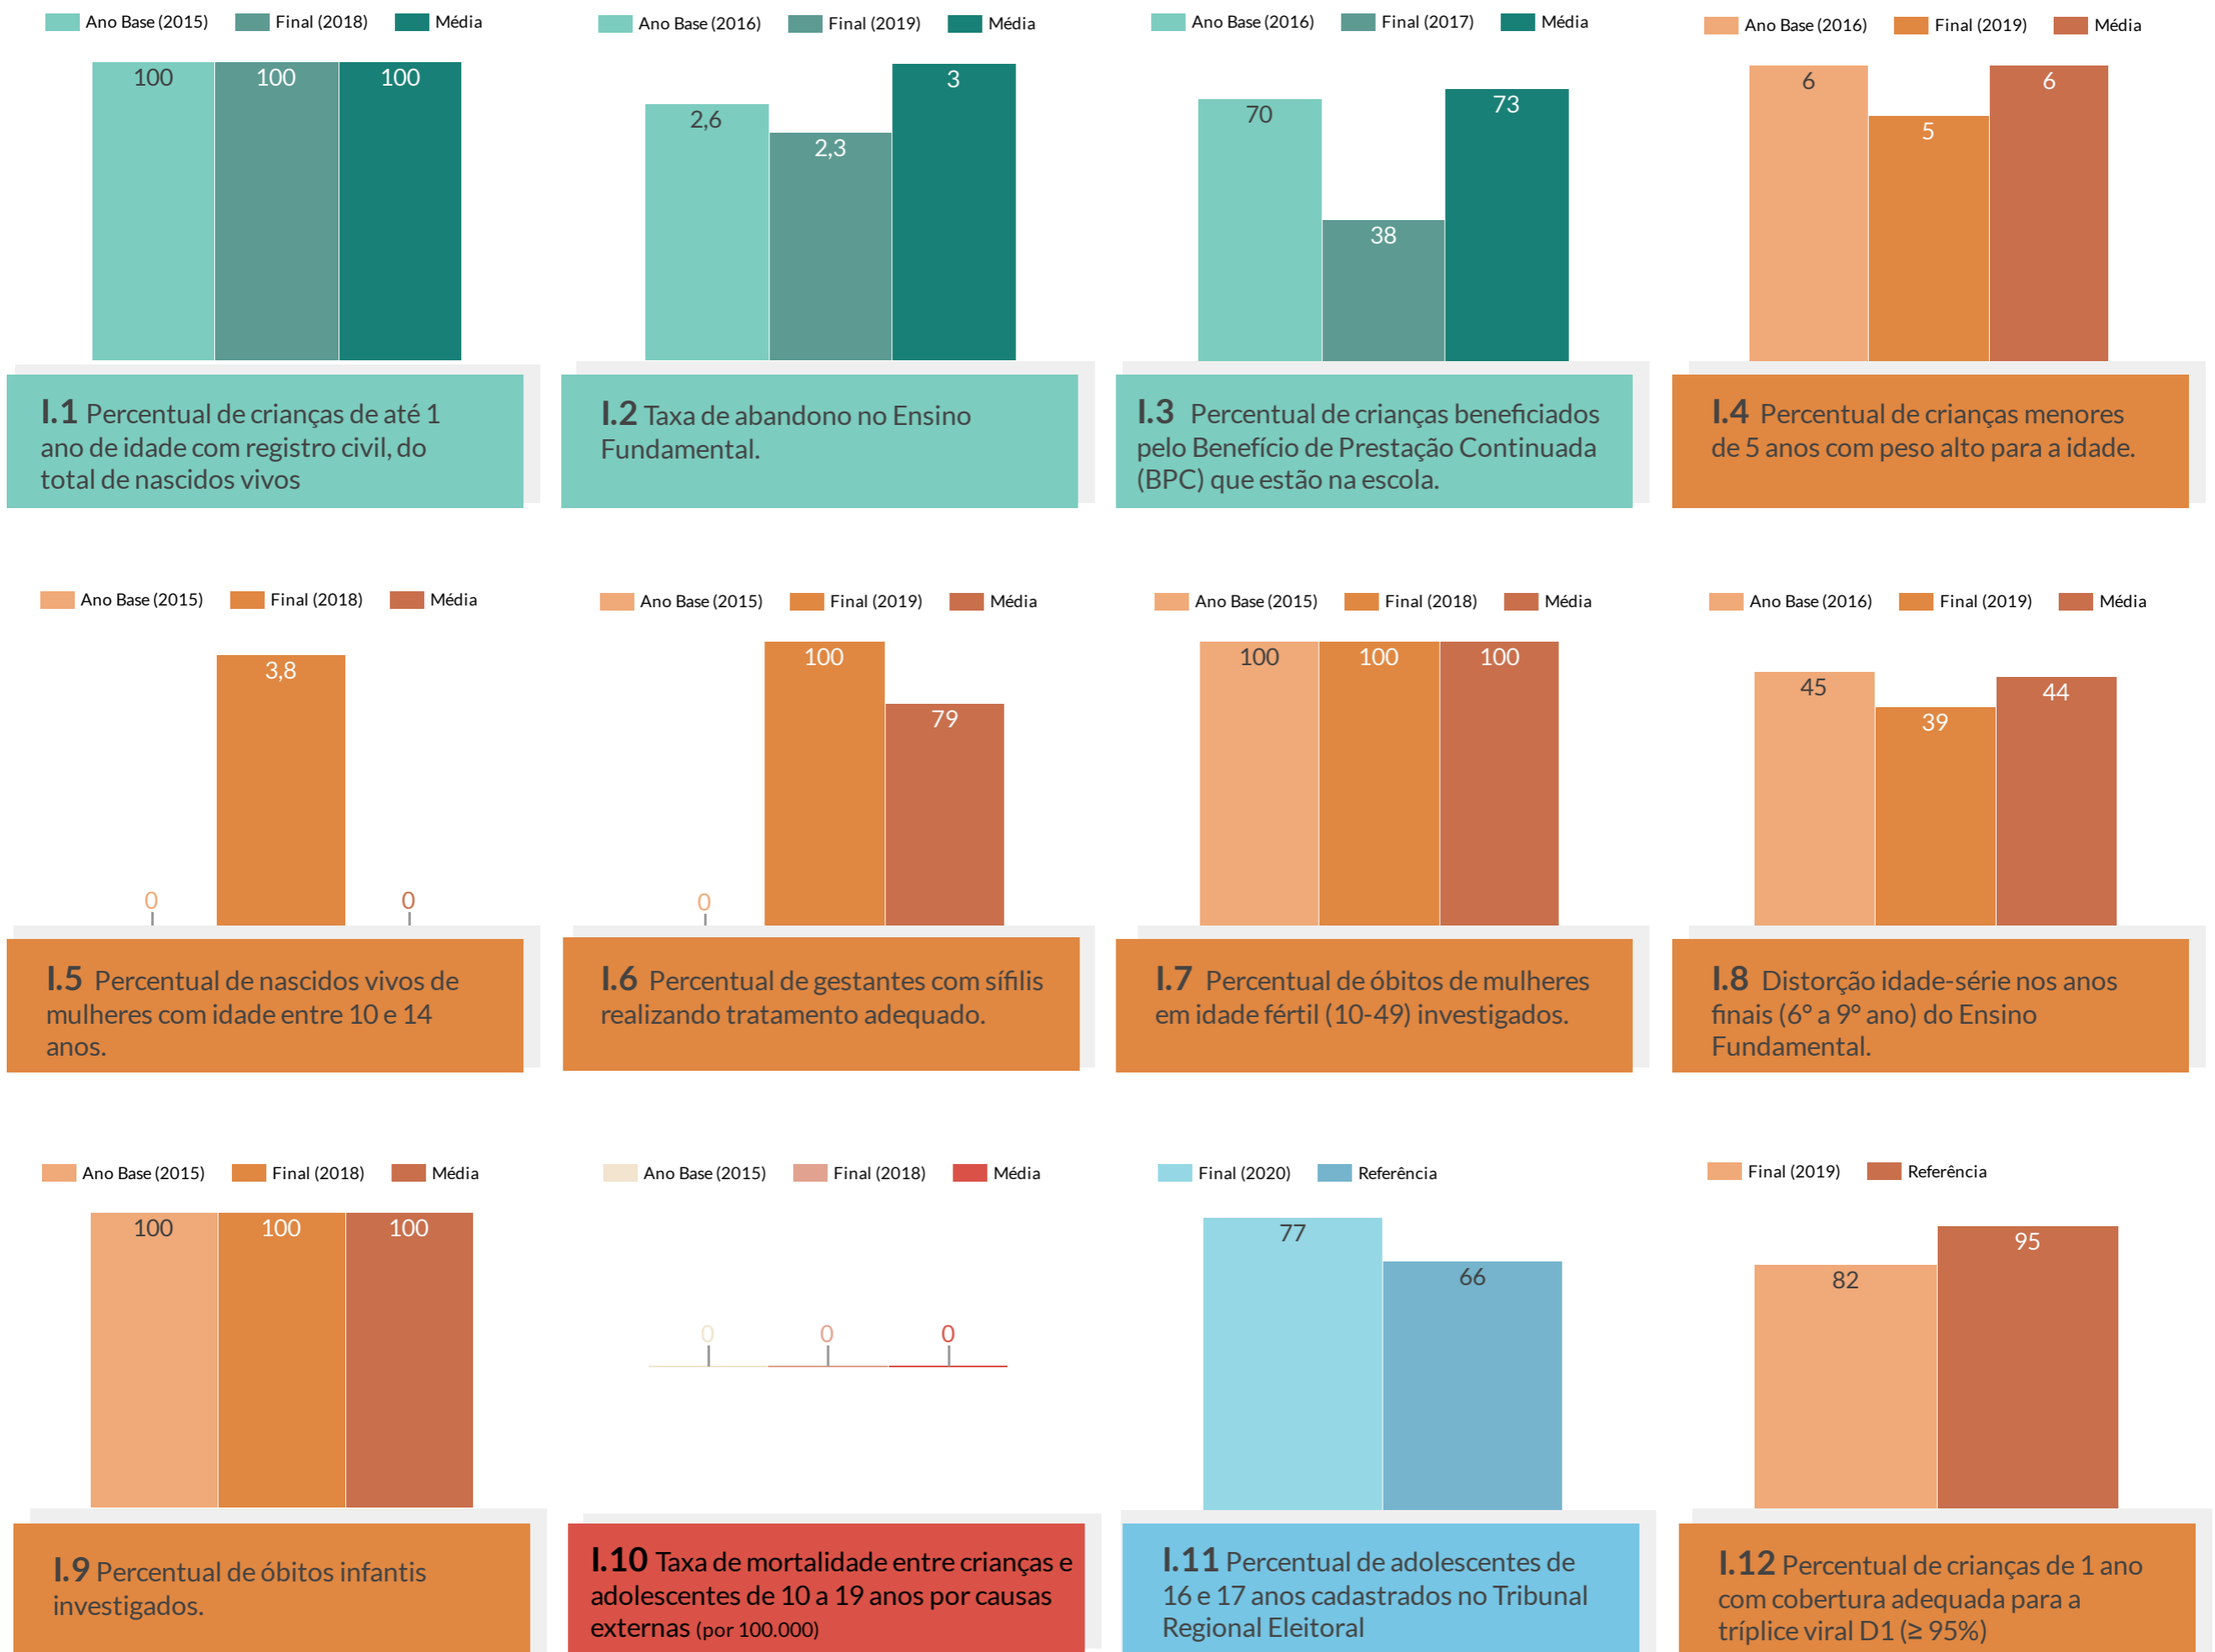 Ano Base (2015) Final (2018) Média
100 100 100
I.1 Percentual de crianças de até 1
ano de idade com registro civil, do
total de nascidos vivos
Ano Base (2016) Final (2019) Média
2,6 2,3 3
I.2 Taxa de abandono no Ensino
Fundamental.
Ano Base (2016) Final (2017) Média
70 38 73
I.3 Percentual de crianças beneficiados
pelo Benefício de Prestação Continuada
(BPC) que estão na escola.
Ano Base (2016) Final (2019) Média
6 5 6
I.4 Percentual de crianças menores
de 5 anos com peso alto para a idade.
Ano Base (2015) Final (2018) Média
0 3,8 0
I.5 Percentual de nascidos vivos de
mulheres com idade entre 10 e 14
anos.
Ano Base (2015) Final (2019) Média
0 100 79
I.6 Percentual de gestantes com sífilis
realizando tratamento adequado.
Ano Base (2015) Final (2018) Média
100 100 100
I.7 Percentual de óbitos de mulheres
em idade fértil (10-49) investigados.
Ano Base (2016) Final (2019) Média
45 39 44
I.8 Distorção idade-série nos anos
finais (6º a 9º ano) do Ensino
Fundamental.
Ano Base (2015) Final (2018) Média
100 100 100
I.9 Percentual de óbitos infantis
investigados.
Ano Base (2015) Final (2018) Média
0 0 0
I.10 Taxa de mortalidade entre crianças e
adolescentes de 10 a 19 anos por causas
externas (por 100.000)
Final (2020) Referência
77 66
I.11 Percentual de adolescentes de
16 e 17 anos cadastrados no Tribunal
Regional Eleitoral
Final (2019) Referência
82 95
I.12 Percentual de crianças de 1 ano
com cobertura adequada para a
tríplice viral D1 (≥ 95%)